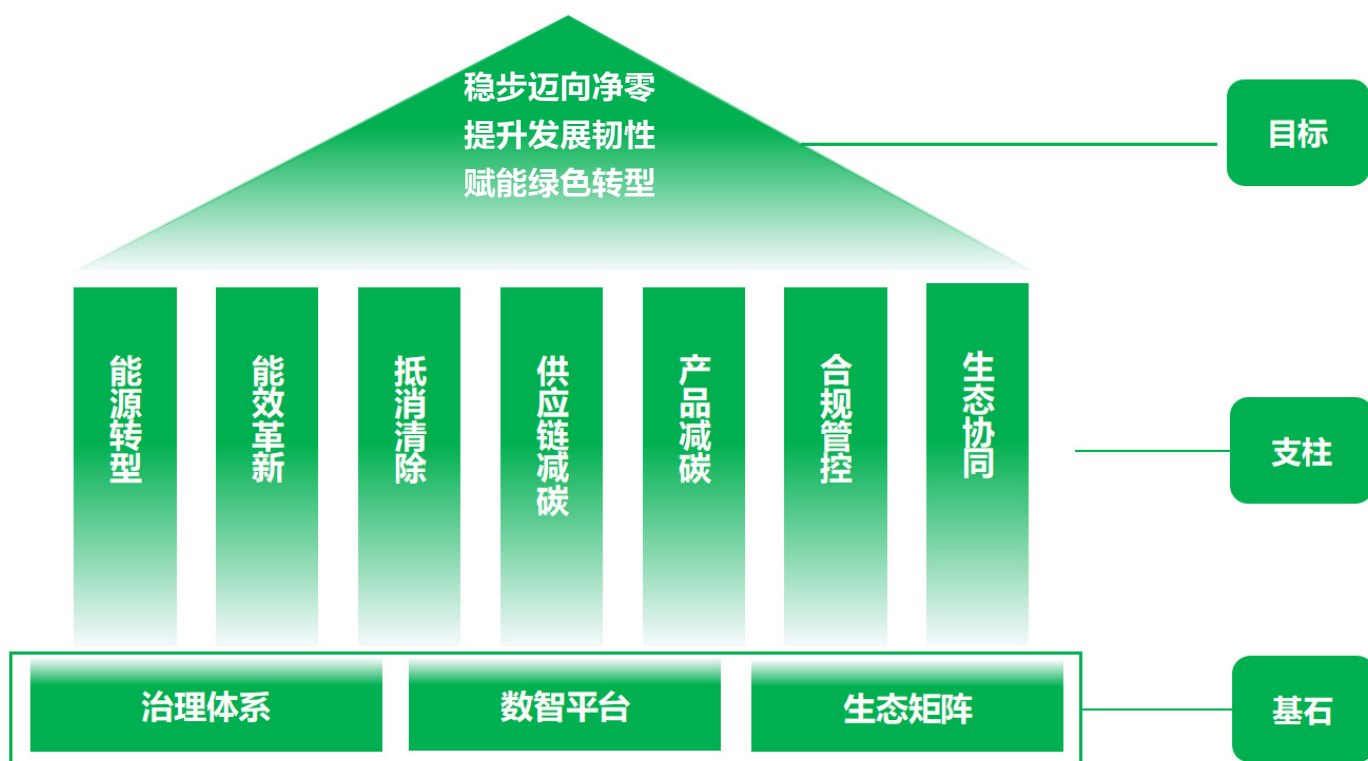 稳步迈向净零
提升发展韧性
赋能绿色转型
目标
能源转型
能效革新
抵消清除
供应链减碳
产品减碳
合规管控
生态协同
支柱
治理体系
数智平台
生态矩阵
基石